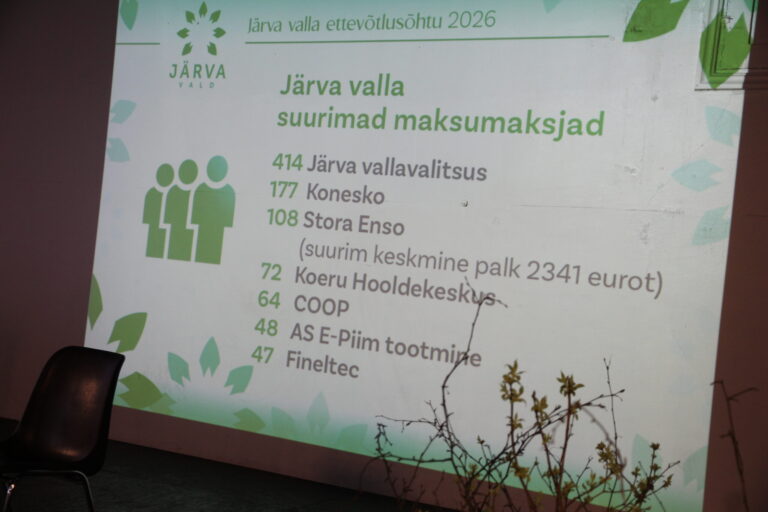 Järva valla ettevõtlusõhtu 2026
JÄRVA
VALD
Järva valla
suurimad maksumaksjad
414 Järva vallavalitsus
177 Konesko
108 Stora Enso
(suurim keskmine palk 2341 eurot)
72 Koeru Hooldekeskus
64 COOP
48 AS E-Piim tootmine
47 Fineltec